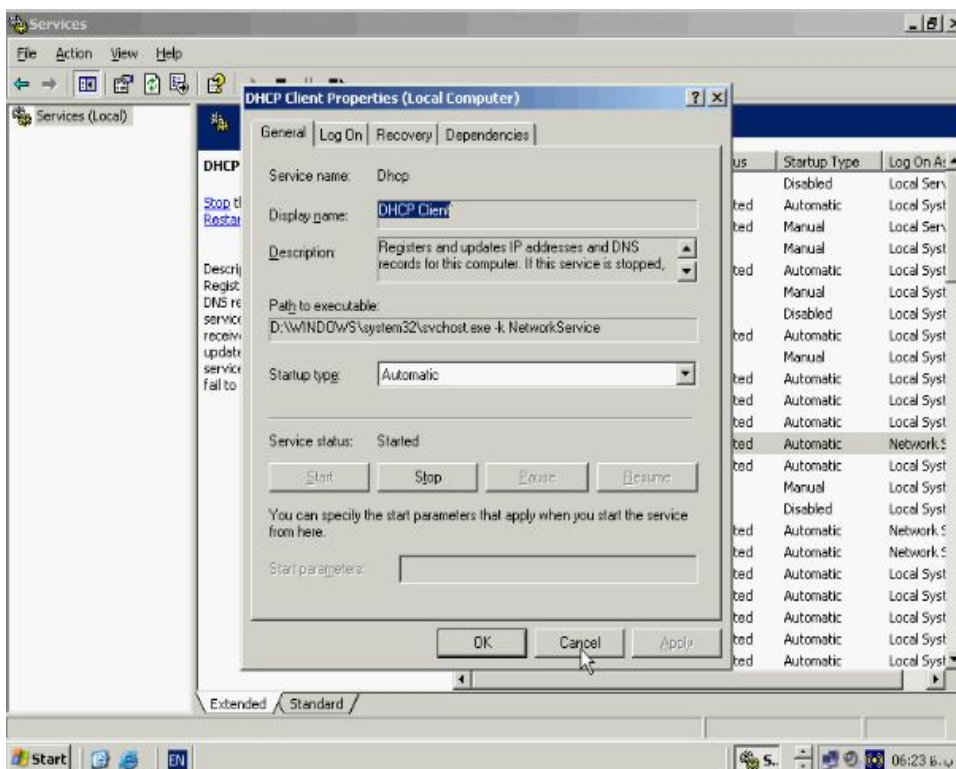 Services
File Action View Help
Services (Local)
DHCP
Stop t
Restar
Descrip
Regist
DNS re
service
receiv
update
service
fail to
DHCP Client Properties (Local Computer)
General Log On Recovery Dependencies
Service name: Dhcp
Display name: DHCP Client
Description: Registers and updates IP addresses and DNS
records for this computer. If this service is stopped,
Path to executable:
D:\WINDOWS\system32\svchost.exe -k NetworkService
Startup type: Automatic
Service status: Started
Start Stop Pause Resume
You can specify the start parameters that apply when you start the service
from here.
Start parameters:
OK Cancel Apply
us Startup Type Log On As
Disabled Local Serv
ted Automatic Local Syst
ted Manual Local Serv
Manual Local Syst
ted Automatic Local Syst
Manual Local Syst
Disabled Local Syst
ted Automatic Local Syst
Manual Local Syst
ted Automatic Local Syst
ted Automatic Local Syst
ted Automatic Local Syst
ted Automatic Network S
ted Automatic Local Syst
Manual Local Syst
Disabled Local Syst
ted Automatic Network S
ted Automatic Network S
ted Automatic Local Syst
ted Automatic Local Syst
ted Automatic Local Syst
ted Automatic Local Syst
ted Automatic Local Syst
Extended Standard
Start EN S.. 06:23 ب.ظ